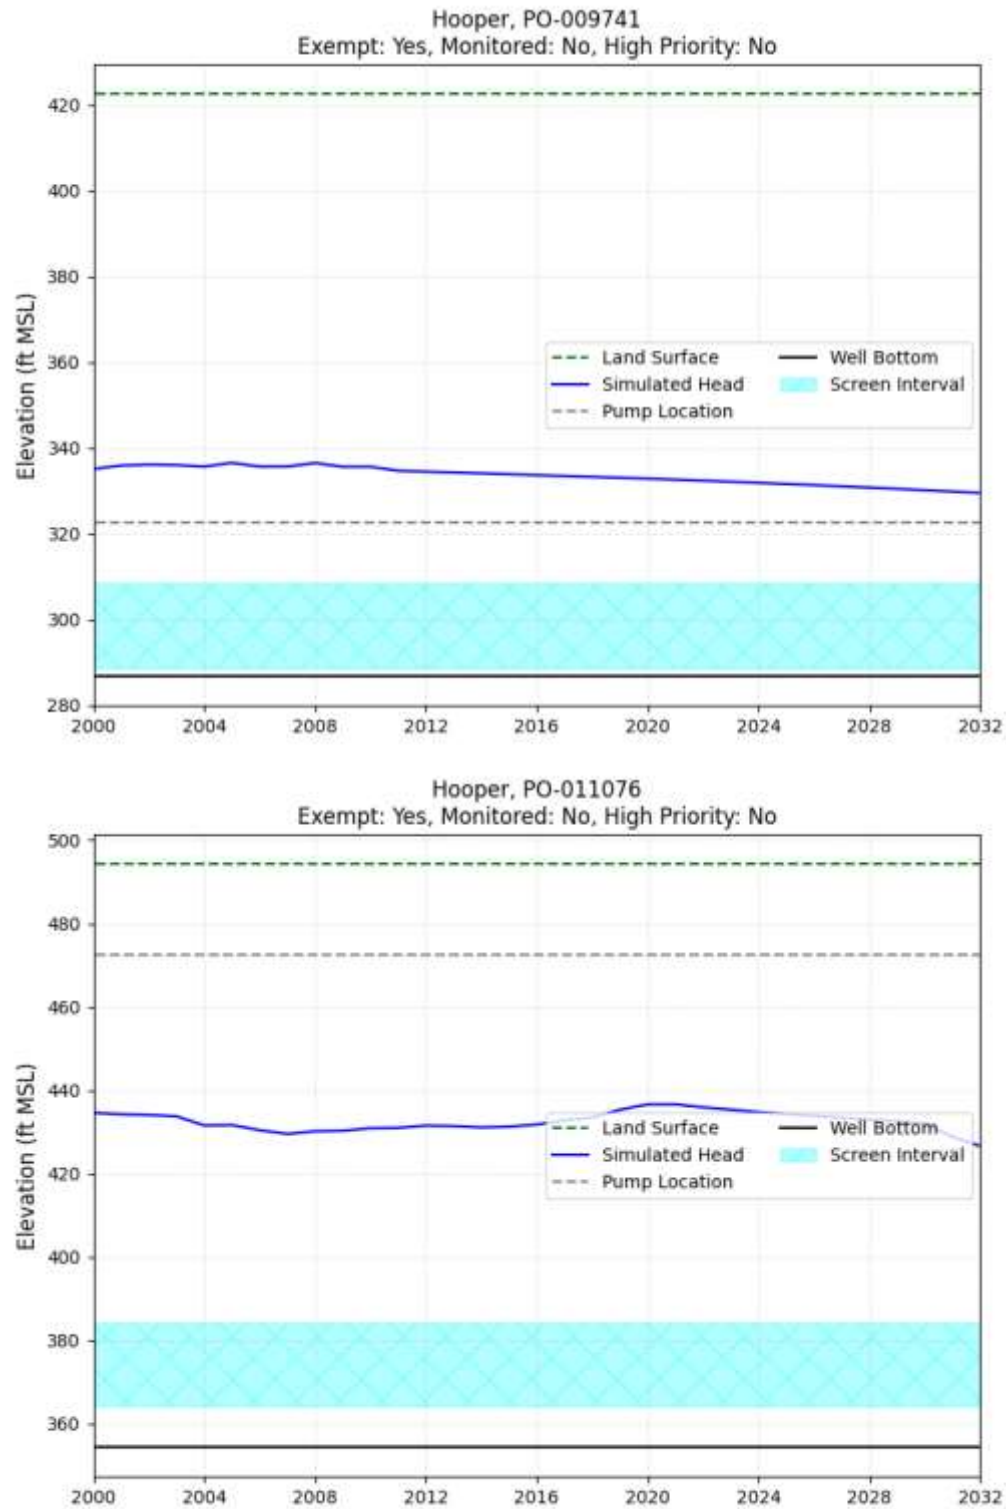 Hooper, PO-009741
Exempt: Yes, Monitored: No, High Priority: No
420
400
380
360
340
320
300
280
Elevation (ft MSL)
Land Surface
Simulated Head
Pump Location
Well Bottom
Screen Interval
2000 2004 2008 2012 2016 2020 2024 2028 2032
Hooper, PO-011076
Exempt: Yes, Monitored: No, High Priority: No
500
480
460
440
420
400
380
360
Elevation (ft MSL)
Land Surface
Simulated Head
Pump Location
Well Bottom
Screen Interval
2000 2004 2008 2012 2016 2020 2024 2028 2032